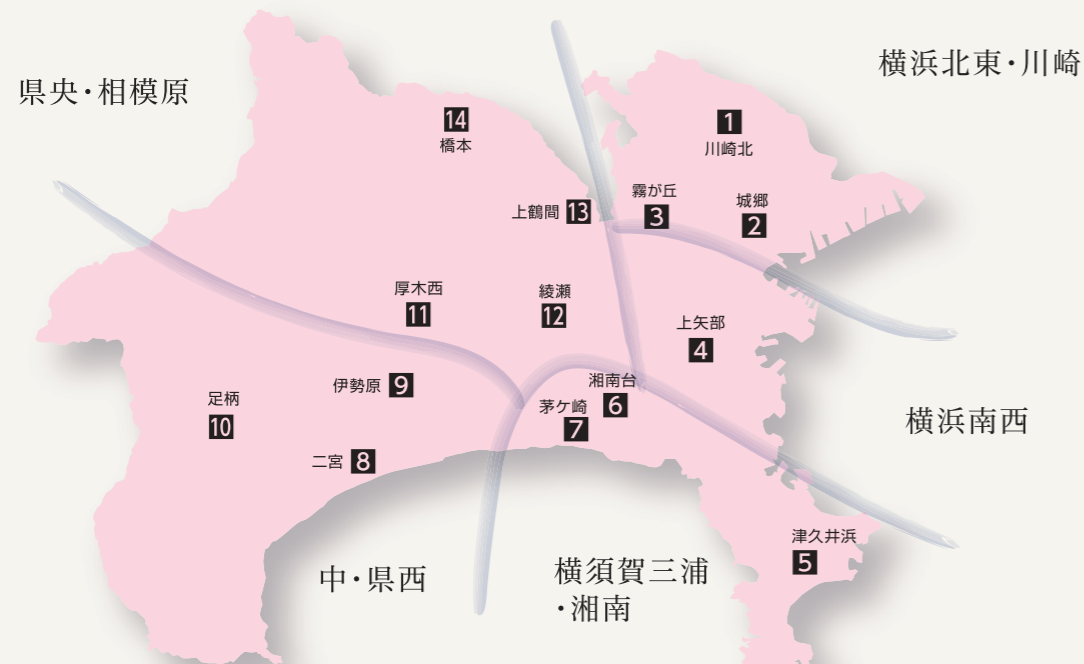 横浜北東・川崎
県央・相模原
14
橋本
1
川崎北
霧が丘
3
城郷
2
上鶴間 13
厚木西
11
綾瀬
12
上矢部
4
伊勢原 9
湘南台
6
足柄
10
茅ケ崎
7
横浜南西
二宮 8
津久井浜
5
中・県西
横須賀三浦
・湘南